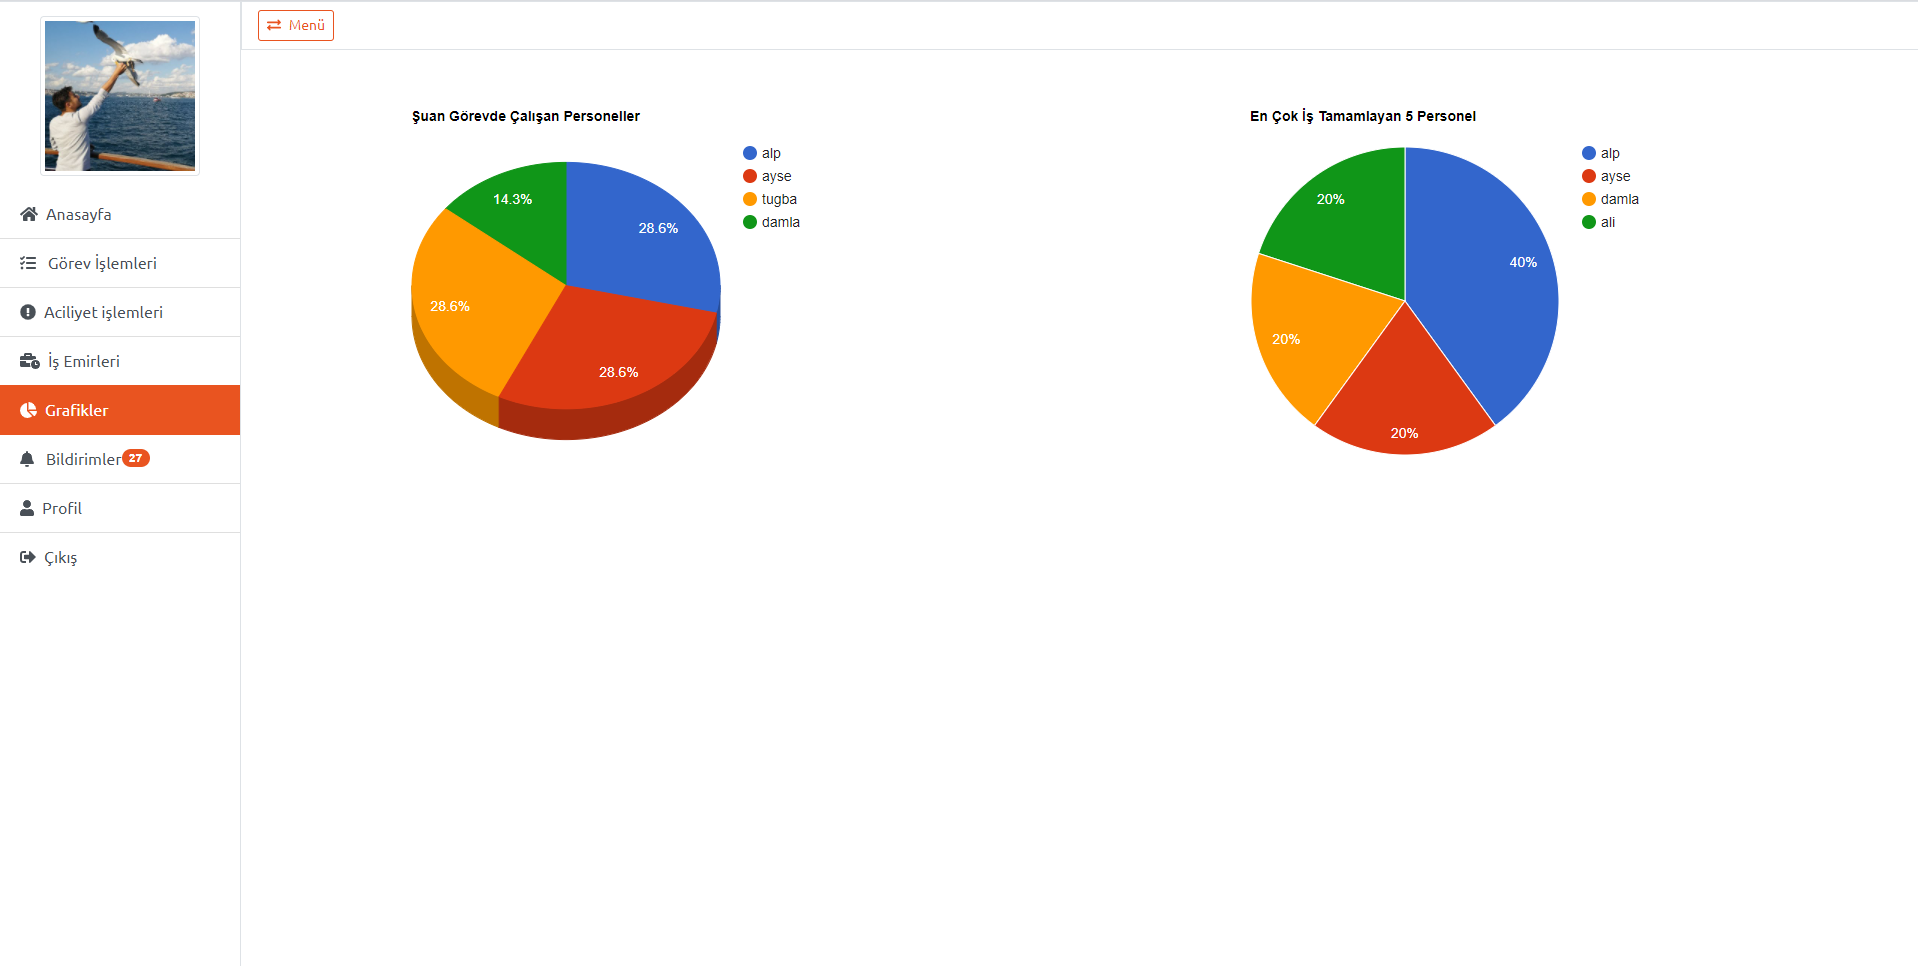 Menü
Anasayfa
Görev İşlemleri
Aciliyet işlemleri
İş Emirleri
Grafikler
Bildirimler 27
Profil
Çıkış
Şuan Görevde Çalışan Personeller
alp
ayse
tugba
damla
14.3%
28.6%
28.6%
28.6%
En Çok İş Tamamlayan 5 Personel
alp
ayse
damla
ali
20%
40%
20%
20%